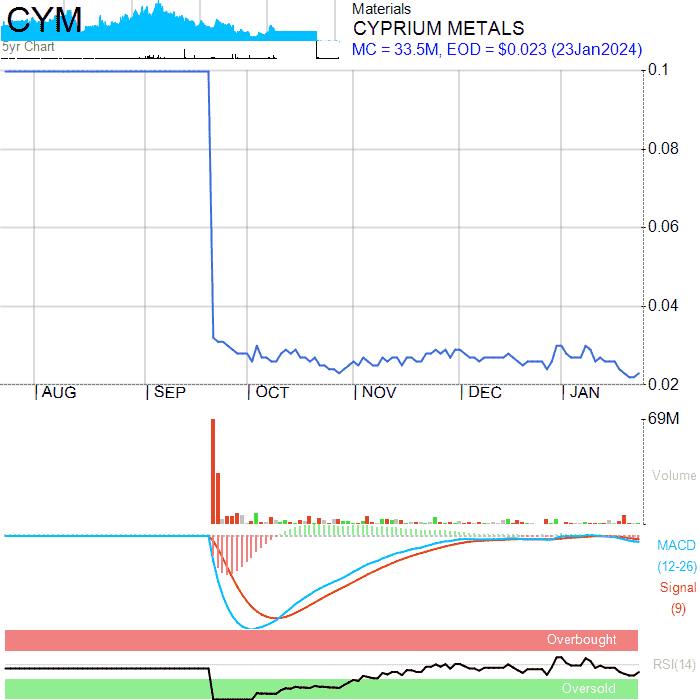 CYM
5yr Chart
Materials
CYPRIUM METALS
MC = 33.5M, EOD = $0.023 (23Jan2024)
0.1
0.08
0.06
0.04
0.02
AUG
SEP
OCT
NOV
DEC
JAN
69M
Volume
MACD
(12-26)
Signal
(9)
Overbought
RSI(14)
Oversold